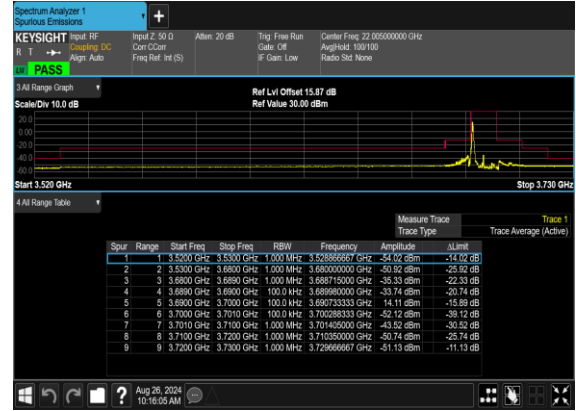 Spectrum Analyzer 1
Spurious Emissions
KEYSIGHT Input: RF Input Z: 50 Ω Atten: 20 dB Trig: Free Run Center Freq: 22.005000000 GHz
R T Coupling: DC Corr CCorr Gate: Off Avg|Hold: 100/100
Align: Auto Freq Ref: Int (S) IF Gain: Low Radio Std: None
PASS
3 All Range Graph Ref Lvl Offset 15.87 dB
Scale/Div 10.0 dB Ref Value 30.00 dBm
20.0
0.00
-20.0
-40.0
-60.0
Start 3.520 GHz Stop 3.730 GHz
4 All Range Table
Measure Trace Trace 1
Trace Type Trace Average (Active)
Spur Range Start Freq Stop Freq RBW Frequency Amplitude ΔLimit
1 1 3.5200 GHz 3.5300 GHz 1.000 MHz 3.528866667 GHz -54.02 dBm -14.02 dB
2 2 3.5300 GHz 3.6800 GHz 1.000 MHz 3.680000000 GHz -50.92 dBm -25.92 dB
3 3 3.6800 GHz 3.6890 GHz 1.000 MHz 3.688715000 GHz -35.33 dBm -22.33 dB
4 4 3.6890 GHz 3.6900 GHz 100.0 kHz 3.689980000 GHz -33.74 dBm -20.74 dB
5 5 3.6900 GHz 3.7000 GHz 100.0 kHz 3.690733333 GHz 14.11 dBm -15.89 dB
6 6 3.7000 GHz 3.7010 GHz 100.0 kHz 3.700288333 GHz -52.12 dBm -39.12 dB
7 7 3.7010 GHz 3.7100 GHz 1.000 MHz 3.701405000 GHz -43.52 dBm -30.52 dB
8 8 3.7100 GHz 3.7200 GHz 1.000 MHz 3.710350000 GHz -50.74 dBm -25.74 dB
9 9 3.7200 GHz 3.7300 GHz 1.000 MHz 3.729666667 GHz -51.13 dBm -11.13 dB
Aug 26, 2024
10:16:05 AM